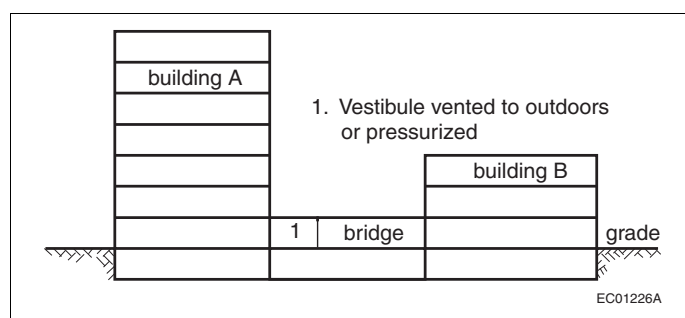 building A
1. Vestibule vented to outdoors
or pressurized
building B
1 bridge grade
EC01226A